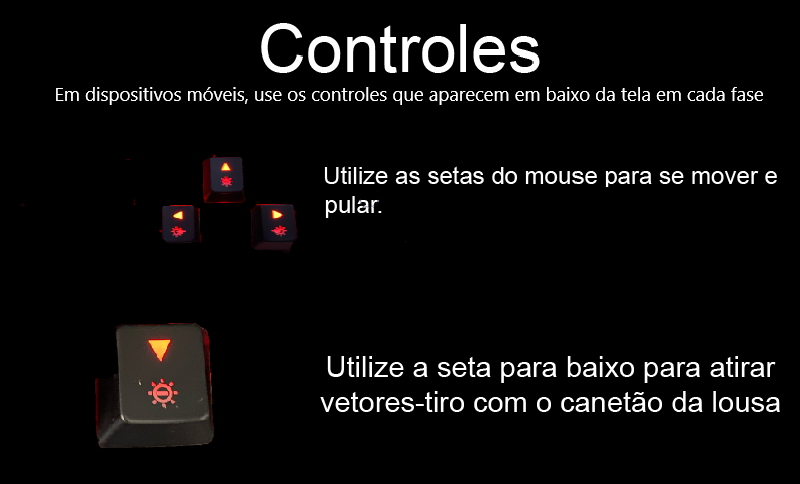 Controles
Em dispositivos móveis, use os controles que aparecem em baixo da tela em cada fase
Utilize as setas do mouse para se mover e
pular.
Utilize a seta para baixo para atirar
vetores-tiro com o canetão da lousa